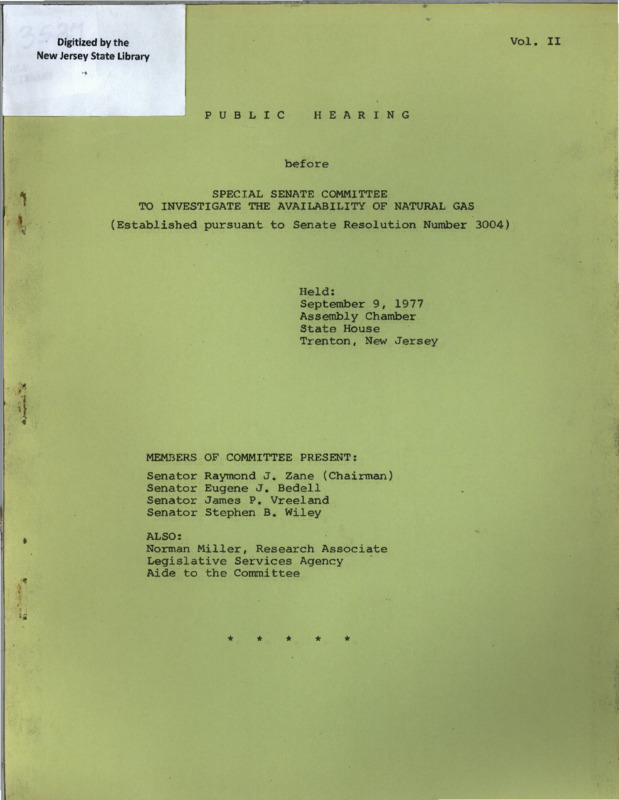 Digitized by the
New Jersey State Library
Vol. II
PUBLIC HEARING
before
SPECIAL SENATE COMMITTEE
TO INVESTIGATE THE AVAILABILITY OF NATURAL GAS
(Established pursuant to Senate Resolution Number 3004)
Held:
September 9, 1977
Assembly Chamber
State House
Trenton, New Jersey
MEMBERS OF COMMITTEE PRESENT:
Senator Raymond J. Zane (Chairman)
Senator Eugene J. Bedell
Senator James P. Vreeland
Senator Stephen B. Wiley
ALSO:
Norman Miller, Research Associate
Legislative Services Agency
Aide to the Committee
* * * * *